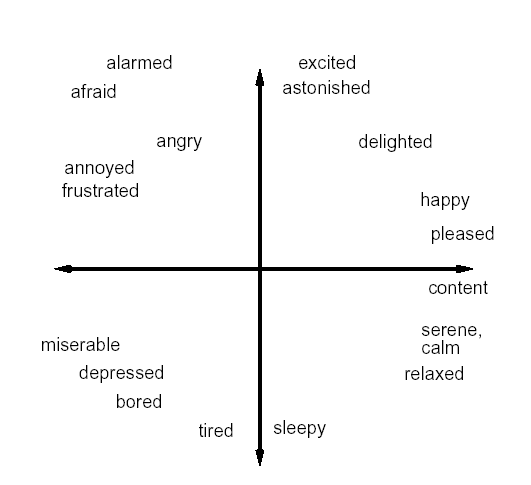 alarmed
excited
afraid
astonished
angry
delighted
annoyed
frustrated
happy
pleased
content
serene,
calm
miserable
depressed
relaxed
bored
tired
sleepy